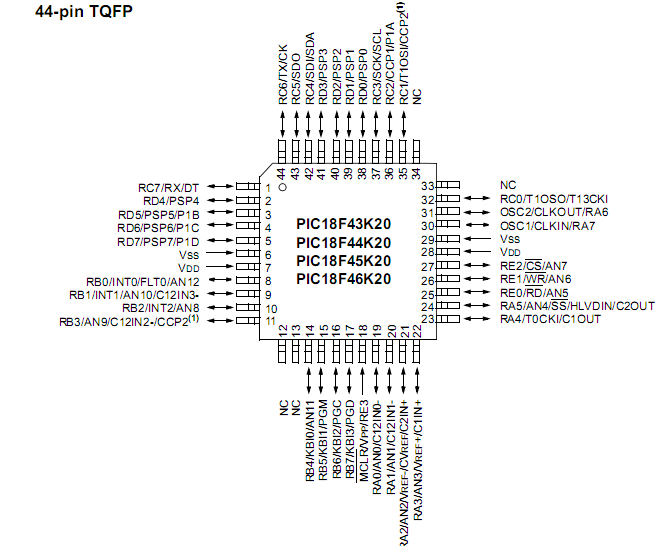 44-pin TQFP
RC6/TX/CK
RC5/SDO
RC4/SDI/SDA
RD3/PSP3
RD2/PSP2
RD1/PSP1
RD0/PSP0
RC3/SCK/SCL
RC2/CCP1/P1A
RC1/T1OSI/CCP2(1)
NC
44
43
42
41
40
39
38
37
36
35
34
RC7/RX/DT 1
RD4/PSP4 2
RD5/PSP5/P1B 3
RD6/PSP6/P1C 4
RD7/PSP7/P1D 5
VSS 6
VDD 7
RB0/INT0/FLT0/AN12 8
RB1/INT1/AN10/C12IN3- 9
RB2/INT2/AN8 10
RB3/AN9/C12IN2-/CCP2(1) 11
PIC18F43K20
PIC18F44K20
PIC18F45K20
PIC18F46K20
33 NC
32 RC0/T1OSO/T13CKI
31 OSC2/CLKOUT/RA6
30 OSC1/CLKIN/RA7
29 VSS
28 VDD
27 RE2/CS/AN7
26 RE1/WR/AN6
25 RE0/RD/AN5
24 RA5/AN4/SS/HLVDIN/C2OUT
23 RA4/T0CKI/C1OUT
12
13
14
15
16
17
18
19
20
21
22
NC
NC
RB4/KBI0/AN11
RB5/KBI1/PGM
RB6/KBI2/PGC
RB7/KBI3/PGD
MCLR/VPP/RE3
RA0/AN0/C12IN0-
RA1/AN1/C12IN1-
RA2/AN2/VREF-/CVREF/C2IN+
RA3/AN3/VREF+/C1IN+